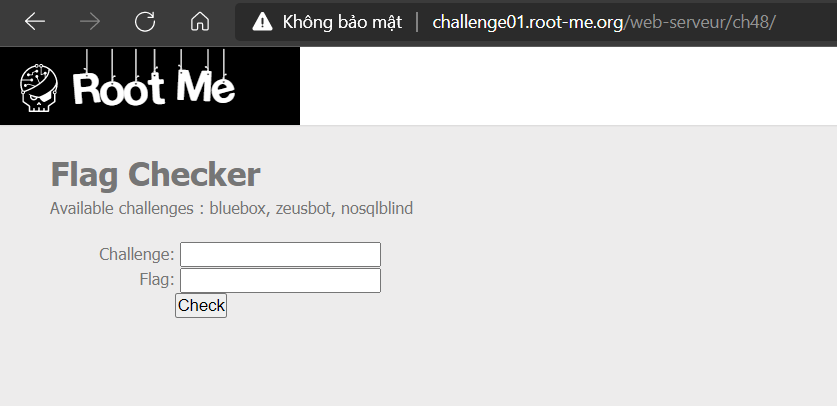 Không bảo mật | challenge01.root-me.org/web-serveur/ch48/
Root Me
Flag Checker
Available challenges : bluebox, zeusbot, nosqlblind
Challenge:
Flag:
Check